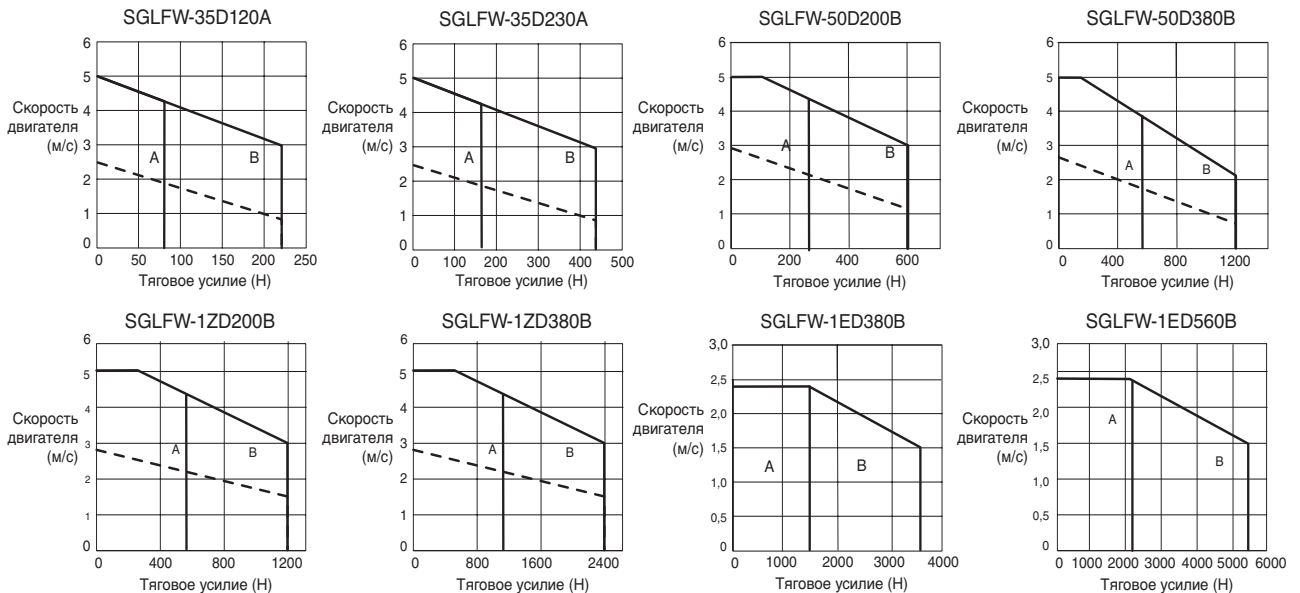 SGLFW-35D120A
6
5
4
3
2
1
0
Скорость
двигателя
(м/с)
A
B
0 50 100 150 200 250
Тяговое усилие (Н)
SGLFW-35D230A
6
5
4
3
2
1
0
Скорость
двигателя
(м/с)
A
B
0 100 200 300 400 500
Тяговое усилие (Н)
SGLFW-50D200B
6
5
4
3
2
1
0
Скорость
двигателя
(м/с)
A
B
0 200 400 600
Тяговое усилие (Н)
SGLFW-50D380B
6
5
4
3
2
1
0
Скорость
двигателя
(м/с)
A
B
0 400 800 1200
Тяговое усилие (Н)
SGLFW-1ZD200B
6
5
4
3
2
1
0
Скорость
двигателя
(м/с)
A
B
0 400 800 1200
Тяговое усилие (Н)
SGLFW-1ZD380B
6
5
4
3
2
1
0
Скорость
двигателя
(м/с)
A
B
0 800 1600 2400
Тяговое усилие (Н)
SGLFW-1ED380B
3,0
2,5
2,0
1,5
1,0
0,5
0
Скорость
двигателя
(м/с)
A
B
0 1000 2000 3000 4000
Тяговое усилие (Н)
SGLFW-1ED560B
3,0
2,5
2,0
1,5
1,0
0,5
0
Скорость
двигателя
(м/с)
A
B
0 1000 2000 3000 4000 5000 6000
Тяговое усилие (Н)